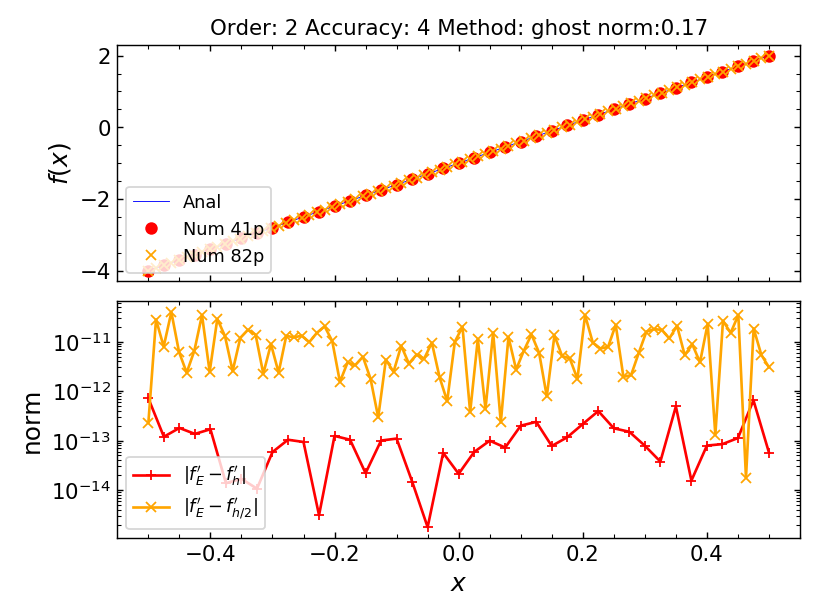 Order: 2 Accuracy: 4 Method: ghost norm:0.17
2
0
−2
−4
f(x)
Anal
Num 41p
Num 82p
10⁻¹¹
10⁻¹²
10⁻¹³
10⁻¹⁴
norm
|f′_E − f′_h|
|f′_E − f′_{h/2}|
−0.4 −0.2 0.0 0.2 0.4
x